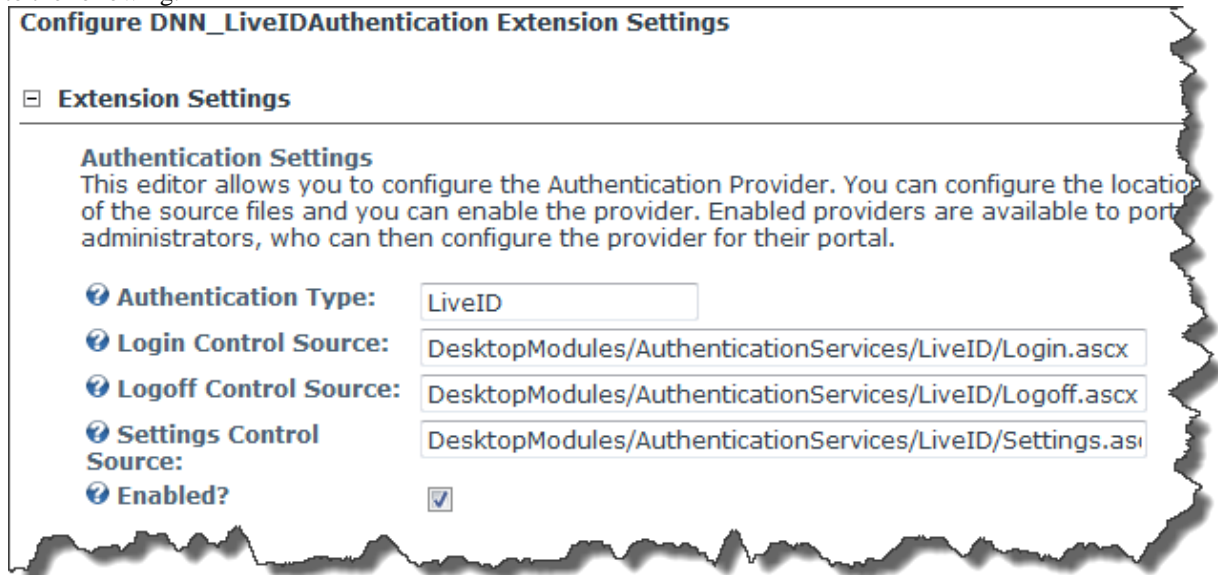 Configure DNN_LiveIDAuthentication Extension Settings
Extension Settings
Authentication Settings
This editor allows you to configure the Authentication Provider. You can configure the location
of the source files and you can enable the provider. Enabled providers are available to port
administrators, who can then configure the provider for their portal.
Authentication Type: LiveID
Login Control Source: DesktopModules/AuthenticationServices/LiveID/Login.ascx
Logoff Control Source: DesktopModules/AuthenticationServices/LiveID/Logoff.ascx
Settings Control DesktopModules/AuthenticationServices/LiveID/Settings.as
Source:
Enabled?